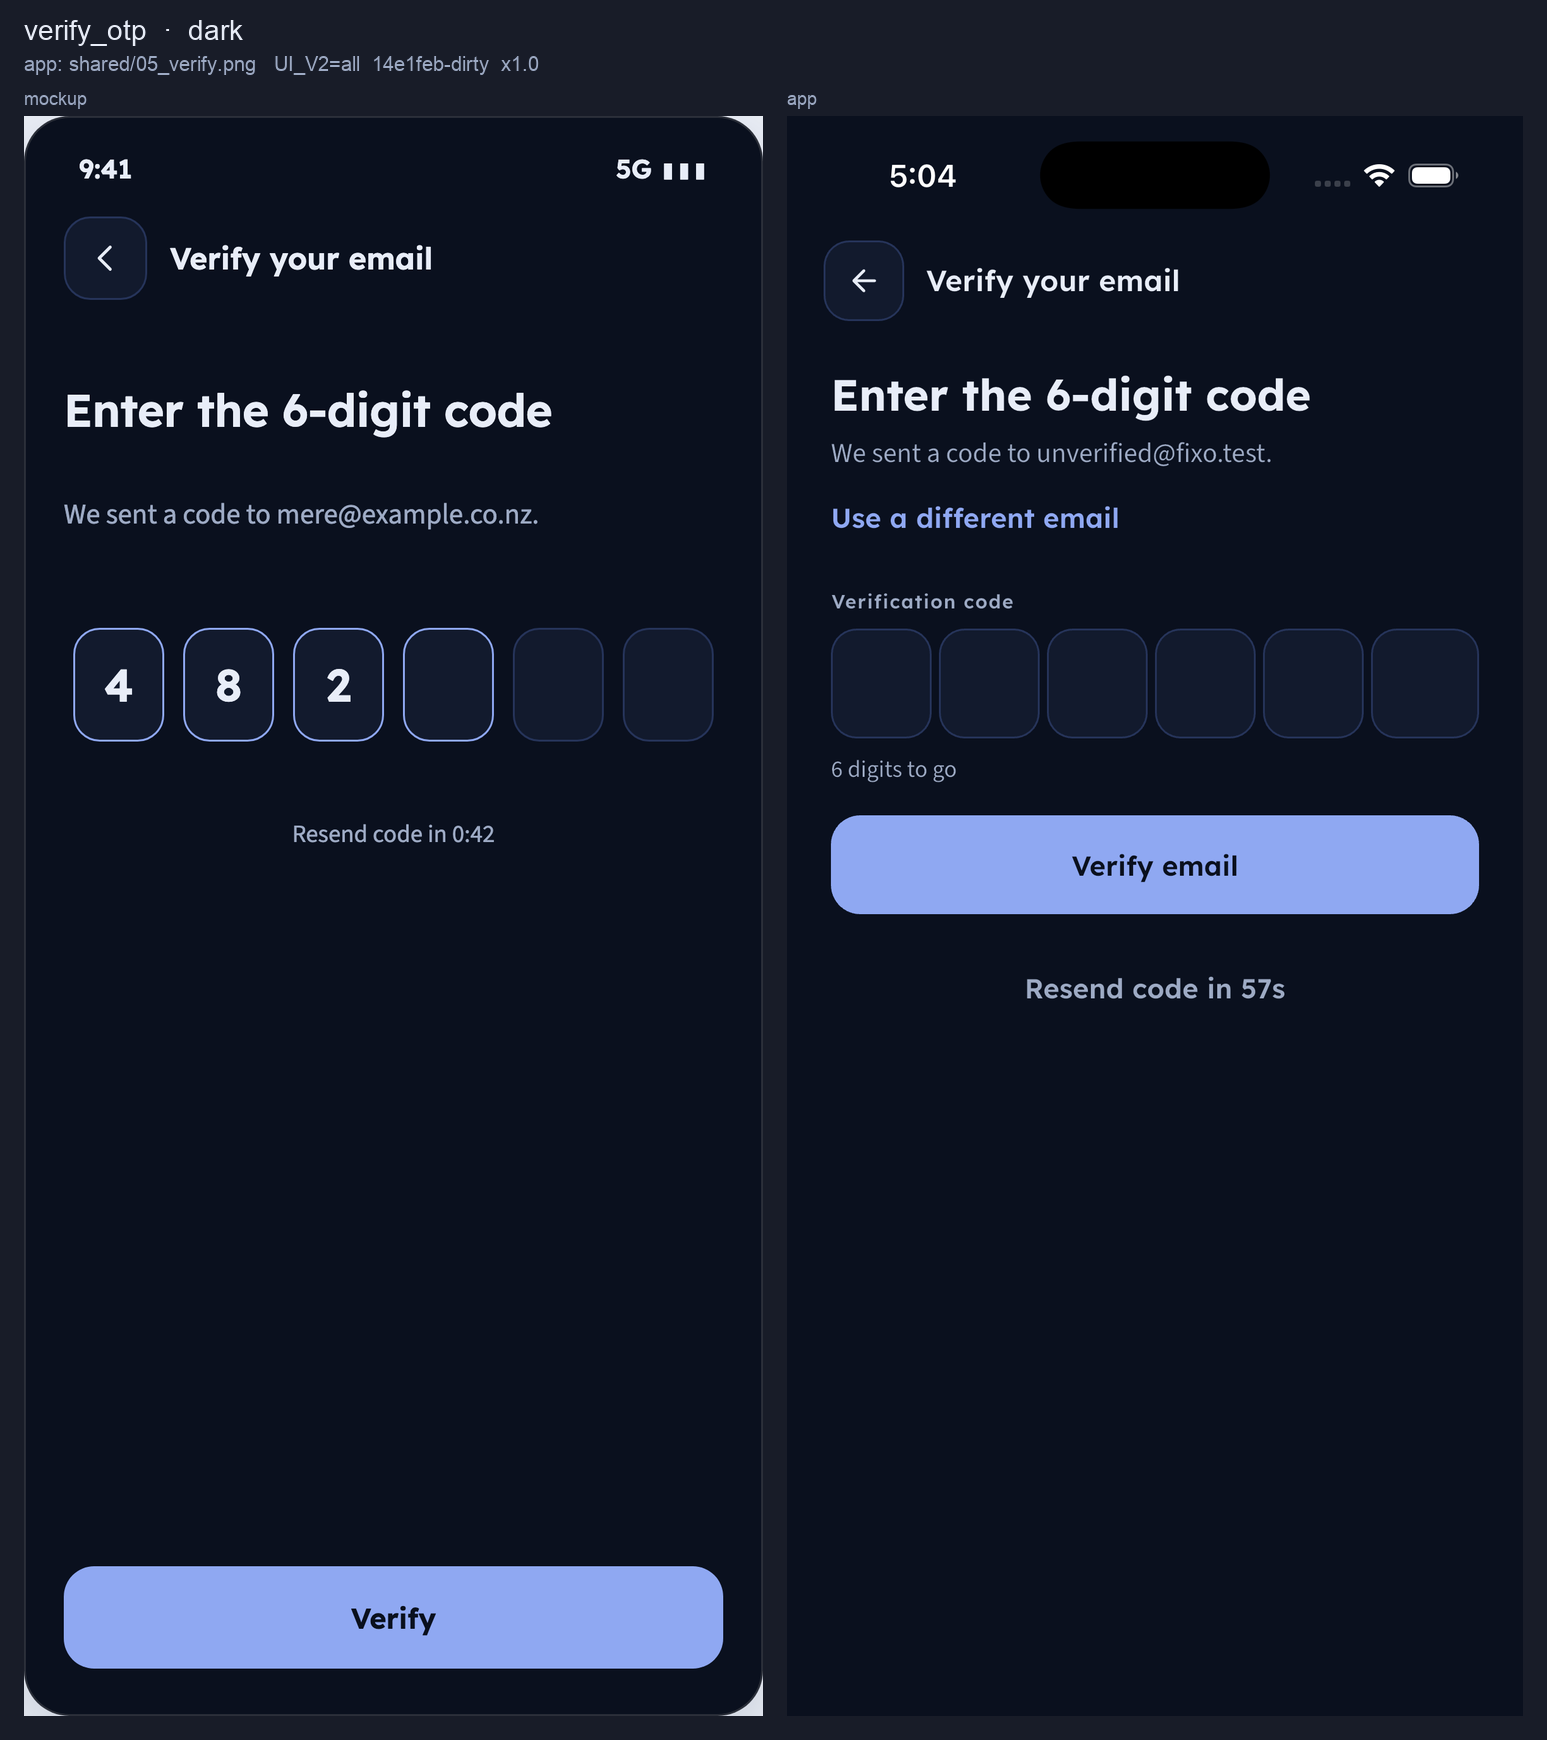 verify_otp · dark
app: shared/05_verify.png UI_V2=all 14e1feb-dirty x1.0
mockup
9:41 5G
Verify your email
Enter the 6-digit code
We sent a code to mere@example.co.nz.
4 8 2
Resend code in 0:42
Verify
app
5:04
Verify your email
Enter the 6-digit code
We sent a code to unverified@fixo.test.
Use a different email
Verification code
6 digits to go
Verify email
Resend code in 57s